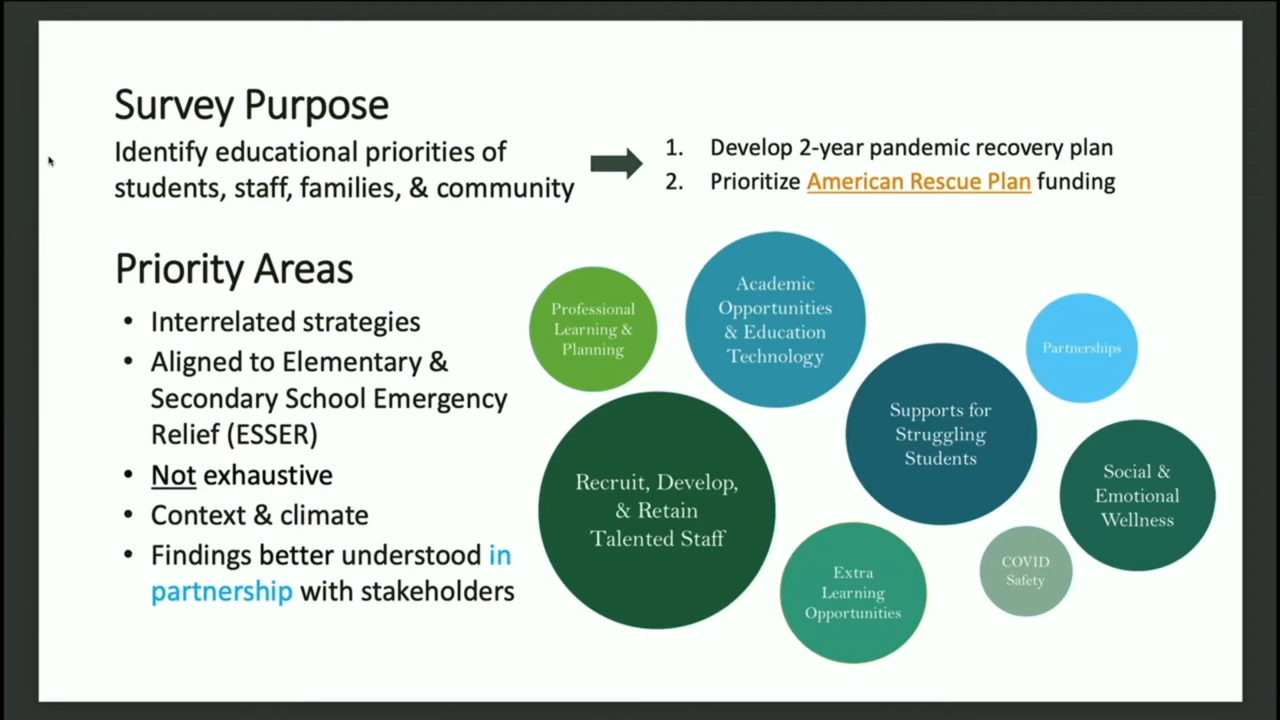 Survey Purpose
Identify educational priorities of
students, staff, families, & community
1. Develop 2-year pandemic recovery plan
2. Prioritize American Rescue Plan funding
Priority Areas
• Interrelated strategies
• Aligned to Elementary &
Secondary School Emergency
Relief (ESSER)
• Not exhaustive
• Context & climate
• Findings better understood in
partnership with stakeholders
Professional
Learning &
Planning
Academic
Opportunities
& Education
Technology
Partnerships
Supports for
Struggling
Students
Recruit, Develop,
& Retain
Talented Staff
Social &
Emotional
Wellness
Extra
Learning
Opportunities
COVID
Safety